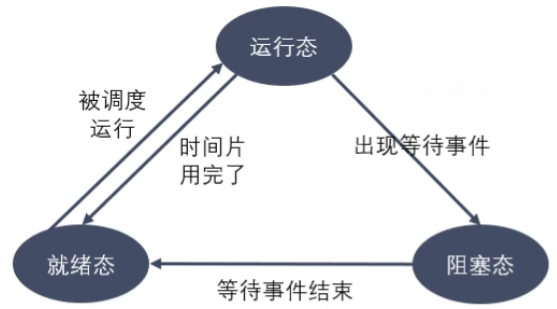 运行态
被调度
运行
时间片
用完了
出现等待事件
就绪态
阻塞态
等待事件结束